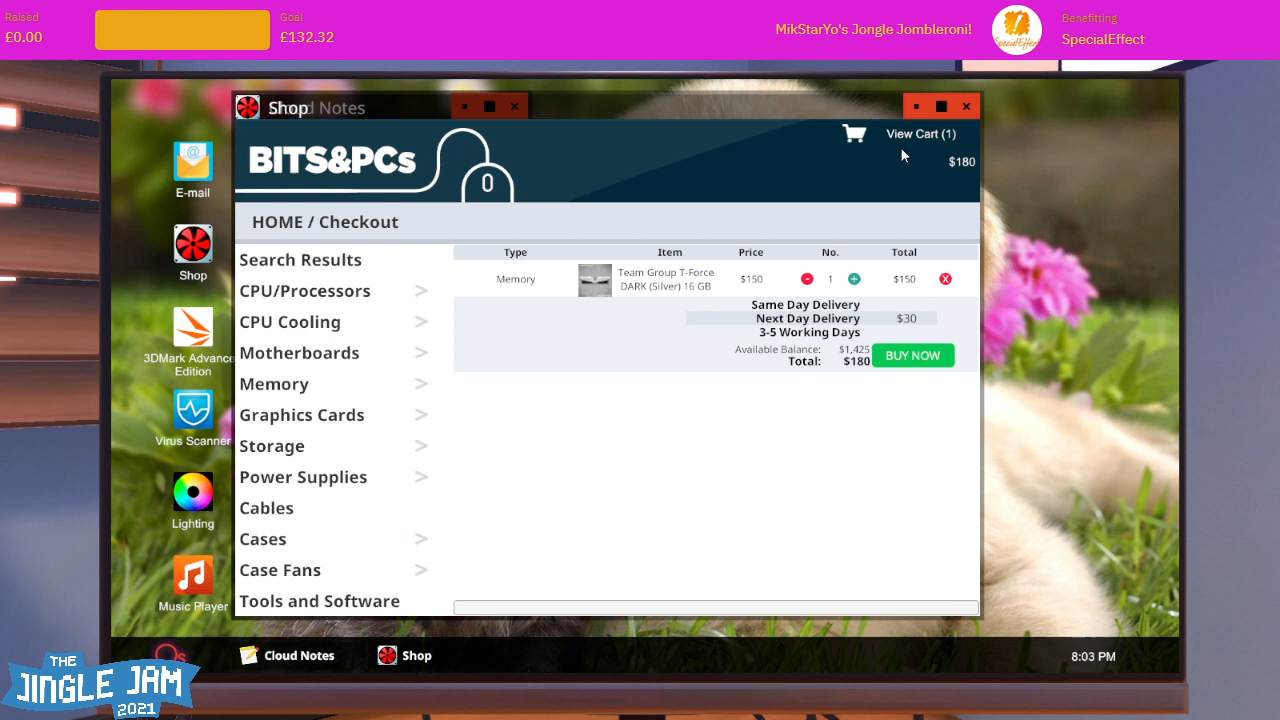 Raised
£0.00
Goal
£132.32
MikStarYo's Jongle Jombleroni!
SpecialEffect
Benefitting
SpecialEffect
Shop
Notes
View Cart (1)
$180
BITS&PCs
HOME / Checkout
E-mail
Shop
3DMark Advance
Edition
Virus Scanner
Lighting
Music Player
Search Results
CPU/Processors >
CPU Cooling >
Motherboards >
Memory >
Graphics Cards >
Storage >
Power Supplies >
Cables
Cases >
Case Fans >
Tools and Software
Type Item Price No. Total
Memory Team Group T-Force DARK (Silver) 16 GB $150 - 1 + $150 X
Same Day Delivery
Next Day Delivery $30
3-5 Working Days
Available Balance: $1,425
Total: $180
BUY NOW
Cloud Notes
Shop
8:03 PM
THE
JINGLE JAM
2021